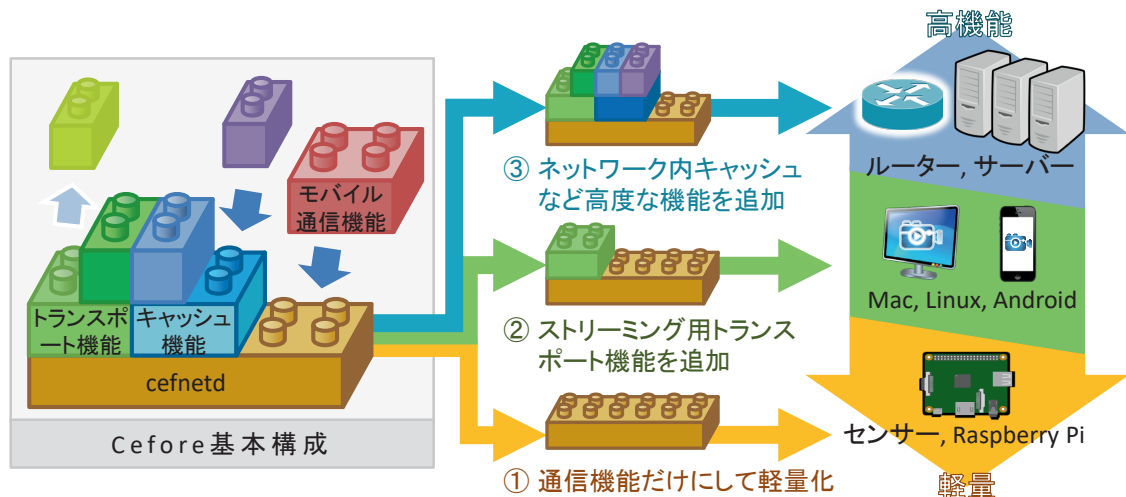 モバイル
通信機能
トランスポ
ート機能
キャッシュ
機能
cefnetd
Cefore基本構成
③ ネットワーク内キャッシュ
など高度な機能を追加
② ストリーミング用トランス
ポート機能を追加
① 通信機能だけにして軽量化
高機能
ルーター, サーバー
Mac, Linux, Android
センサー, Raspberry Pi
軽量